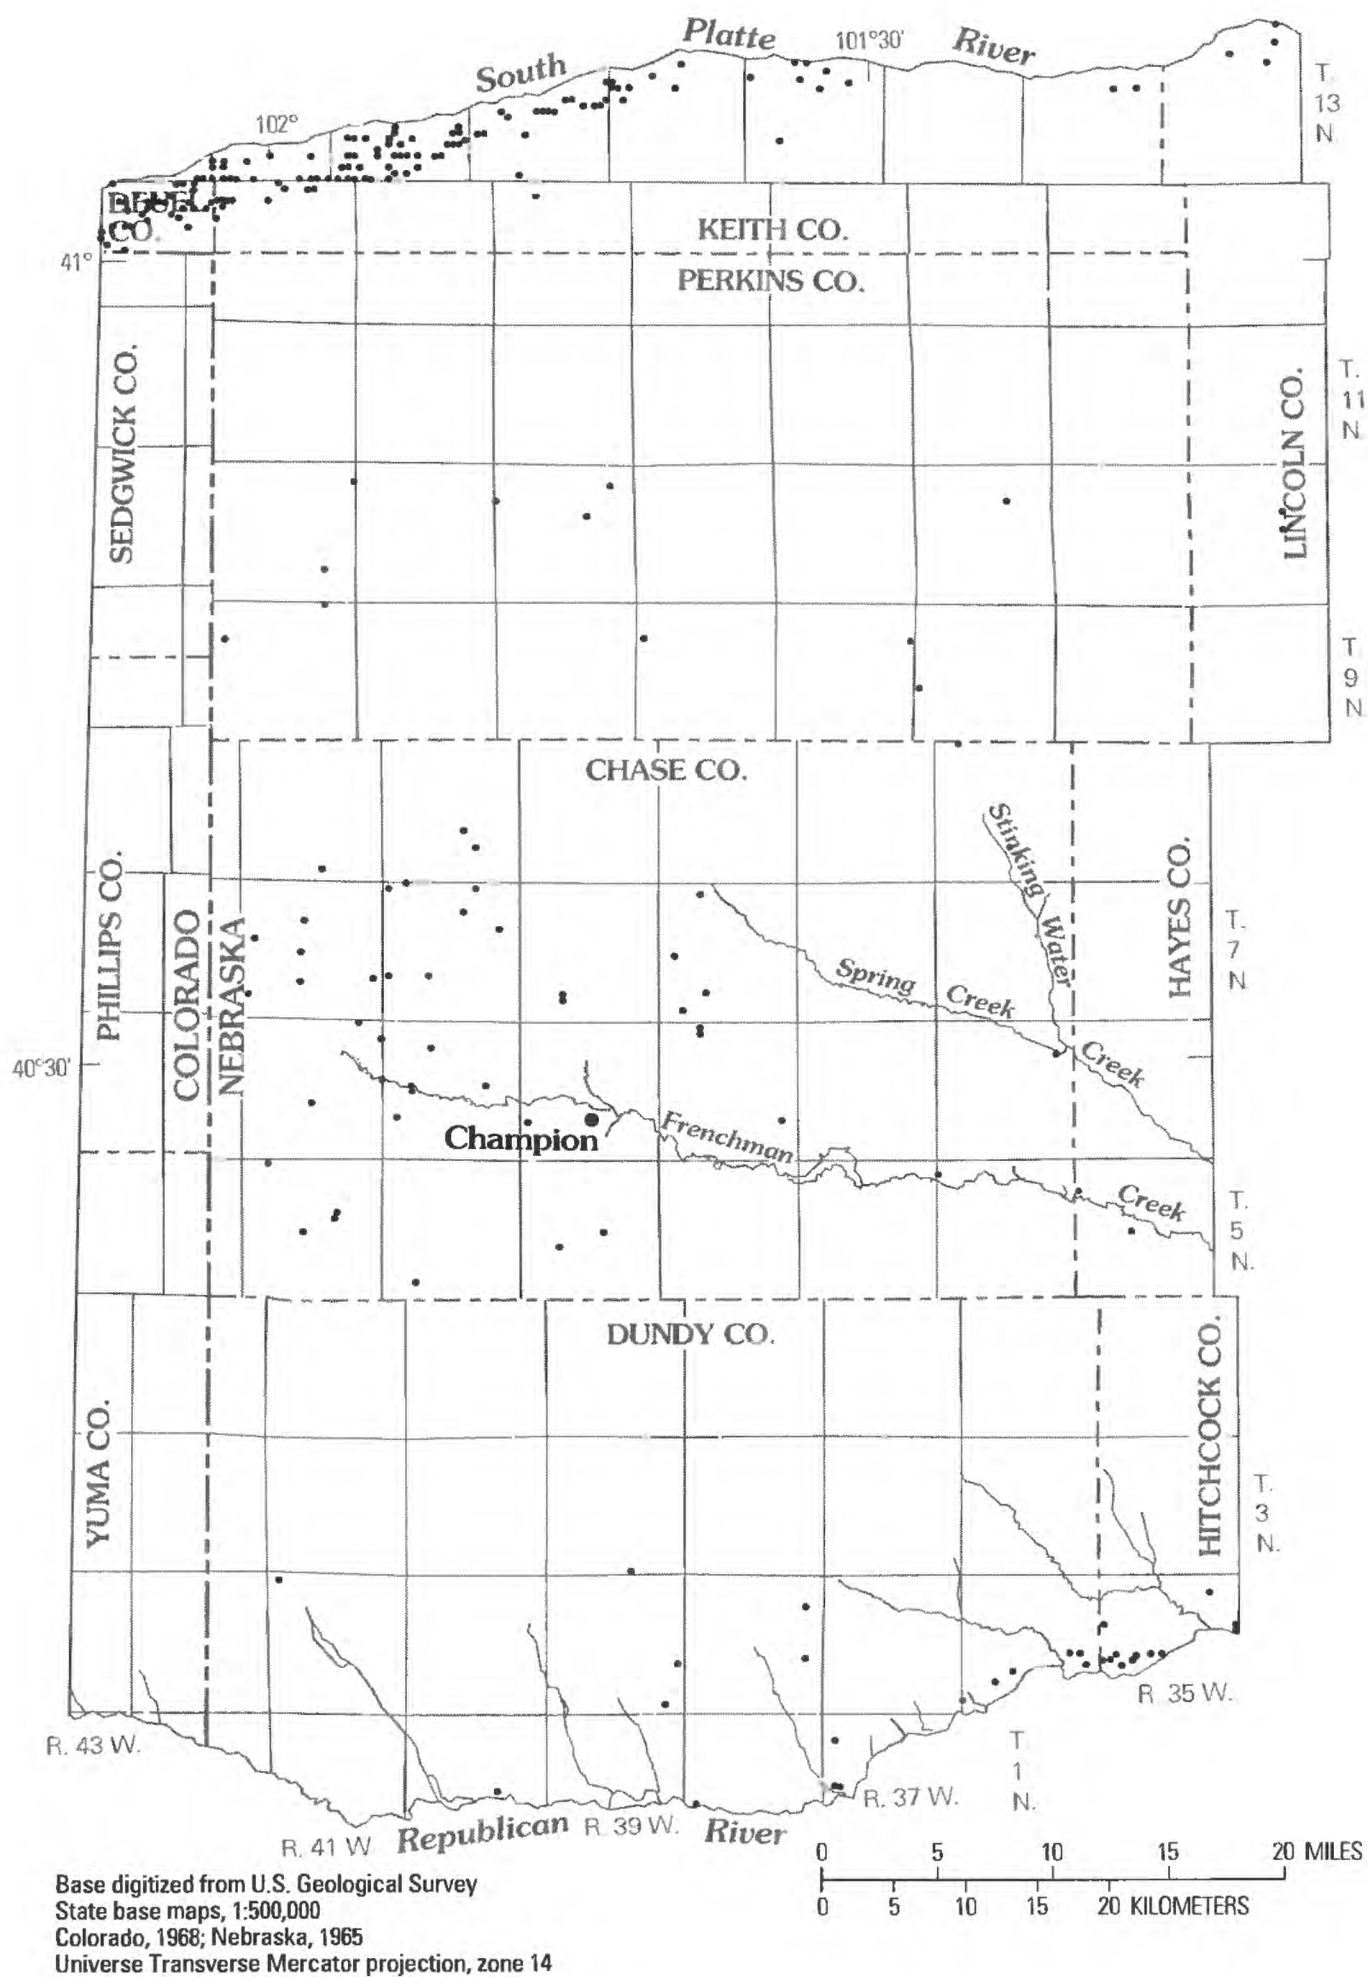 South Platte River
101°30'
102°
T.
13
N.
CO.
KEITH CO.
41°
PERKINS CO.
SEDGWICK CO.
LINCOLN CO.
T.
11
N.
T.
9
N.
CHASE CO.
PHILLIPS CO.
COLORADO
NEBRASKA
Stinking Water Creek
HAYES CO.
T.
7
N.
Spring Creek
40°30'
Champion
Frenchman Creek
T.
5
N.
DUNDY CO.
YUMA CO.
HITCHCOCK CO.
T.
3
N.
R. 35 W.
R. 43 W.
T.
1
N.
R. 37 W.
R. 41 W.
Republican River
R. 39 W.
0 5 10 15 20 MILES
0 5 10 15 20 KILOMETERS
Base digitized from U.S. Geological Survey
State base maps, 1:500,000
Colorado, 1968; Nebraska, 1965
Universe Transverse Mercator projection, zone 14